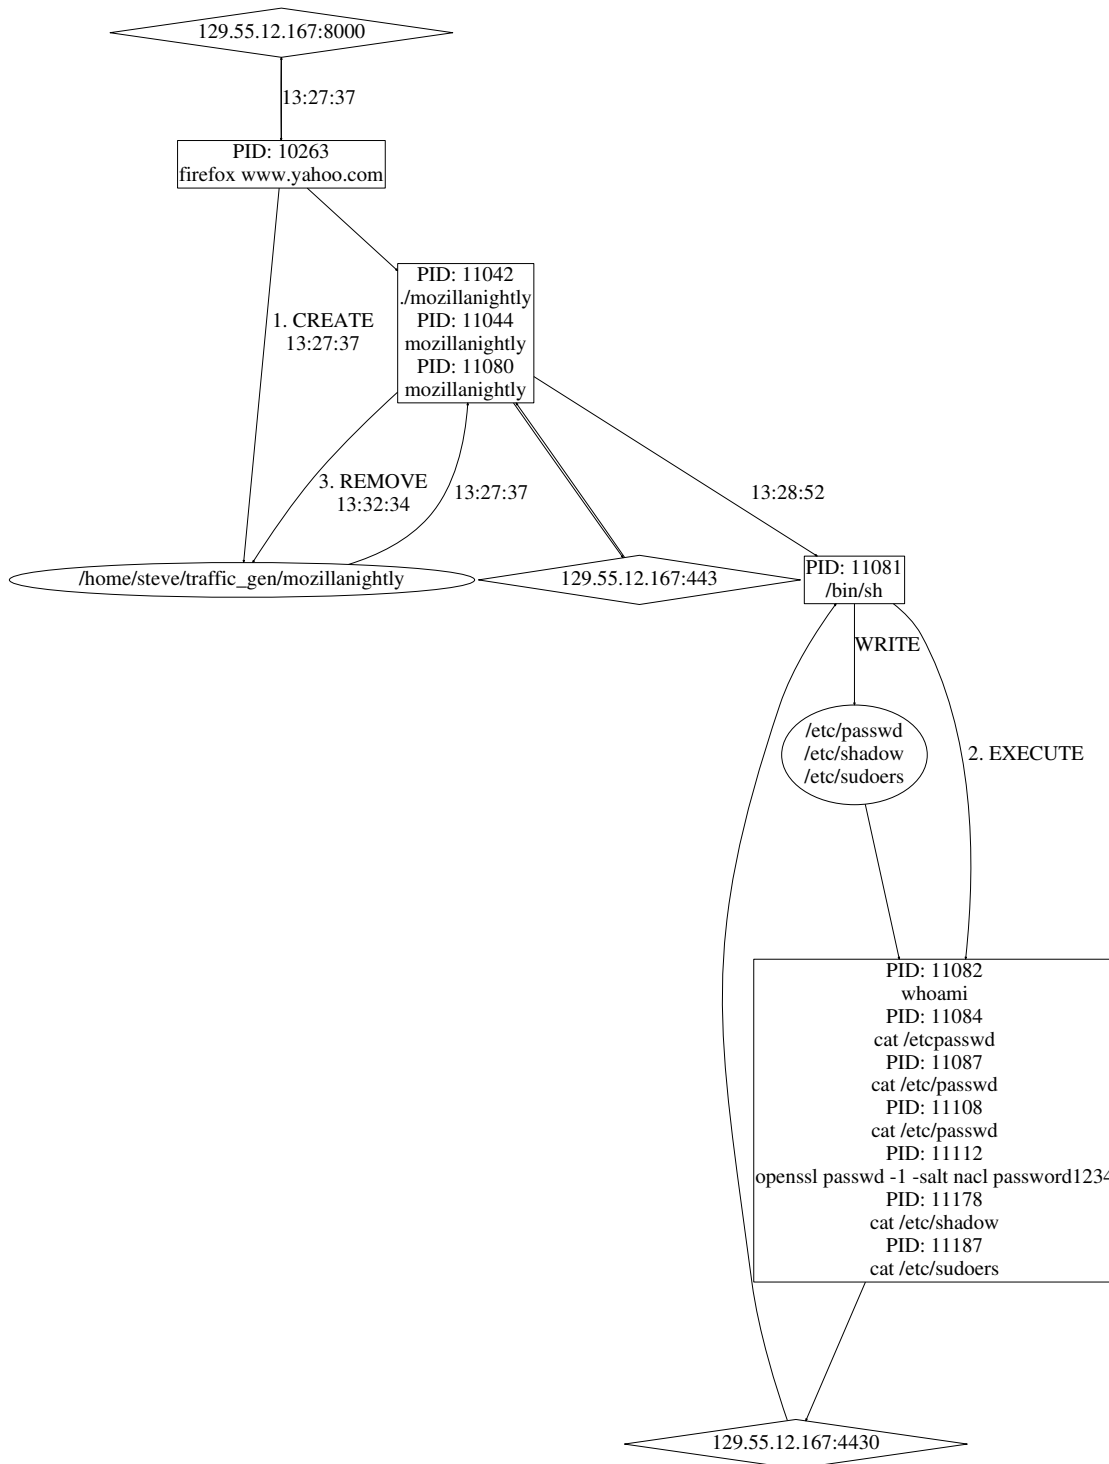 129.55.12.167:8000
13:27:37
PID: 10263
firefox www.yahoo.com
PID: 11042
./mozillanightly
PID: 11044
mozillanightly
PID: 11080
mozillanightly
1. CREATE
13:27:37
3. REMOVE
13:32:34
13:27:37
13:28:52
/home/steve/traffic_gen/mozillanightly
129.55.12.167:443
PID: 11081
/bin/sh
WRITE
/etc/passwd
/etc/shadow
/etc/sudoers
2. EXECUTE
PID: 11082
whoami
PID: 11084
cat /etcpasswd
PID: 11087
cat /etc/passwd
PID: 11108
cat /etc/passwd
PID: 11112
openssl passwd -1 -salt nacl password1234
PID: 11178
cat /etc/shadow
PID: 11187
cat /etc/sudoers
129.55.12.167:4430